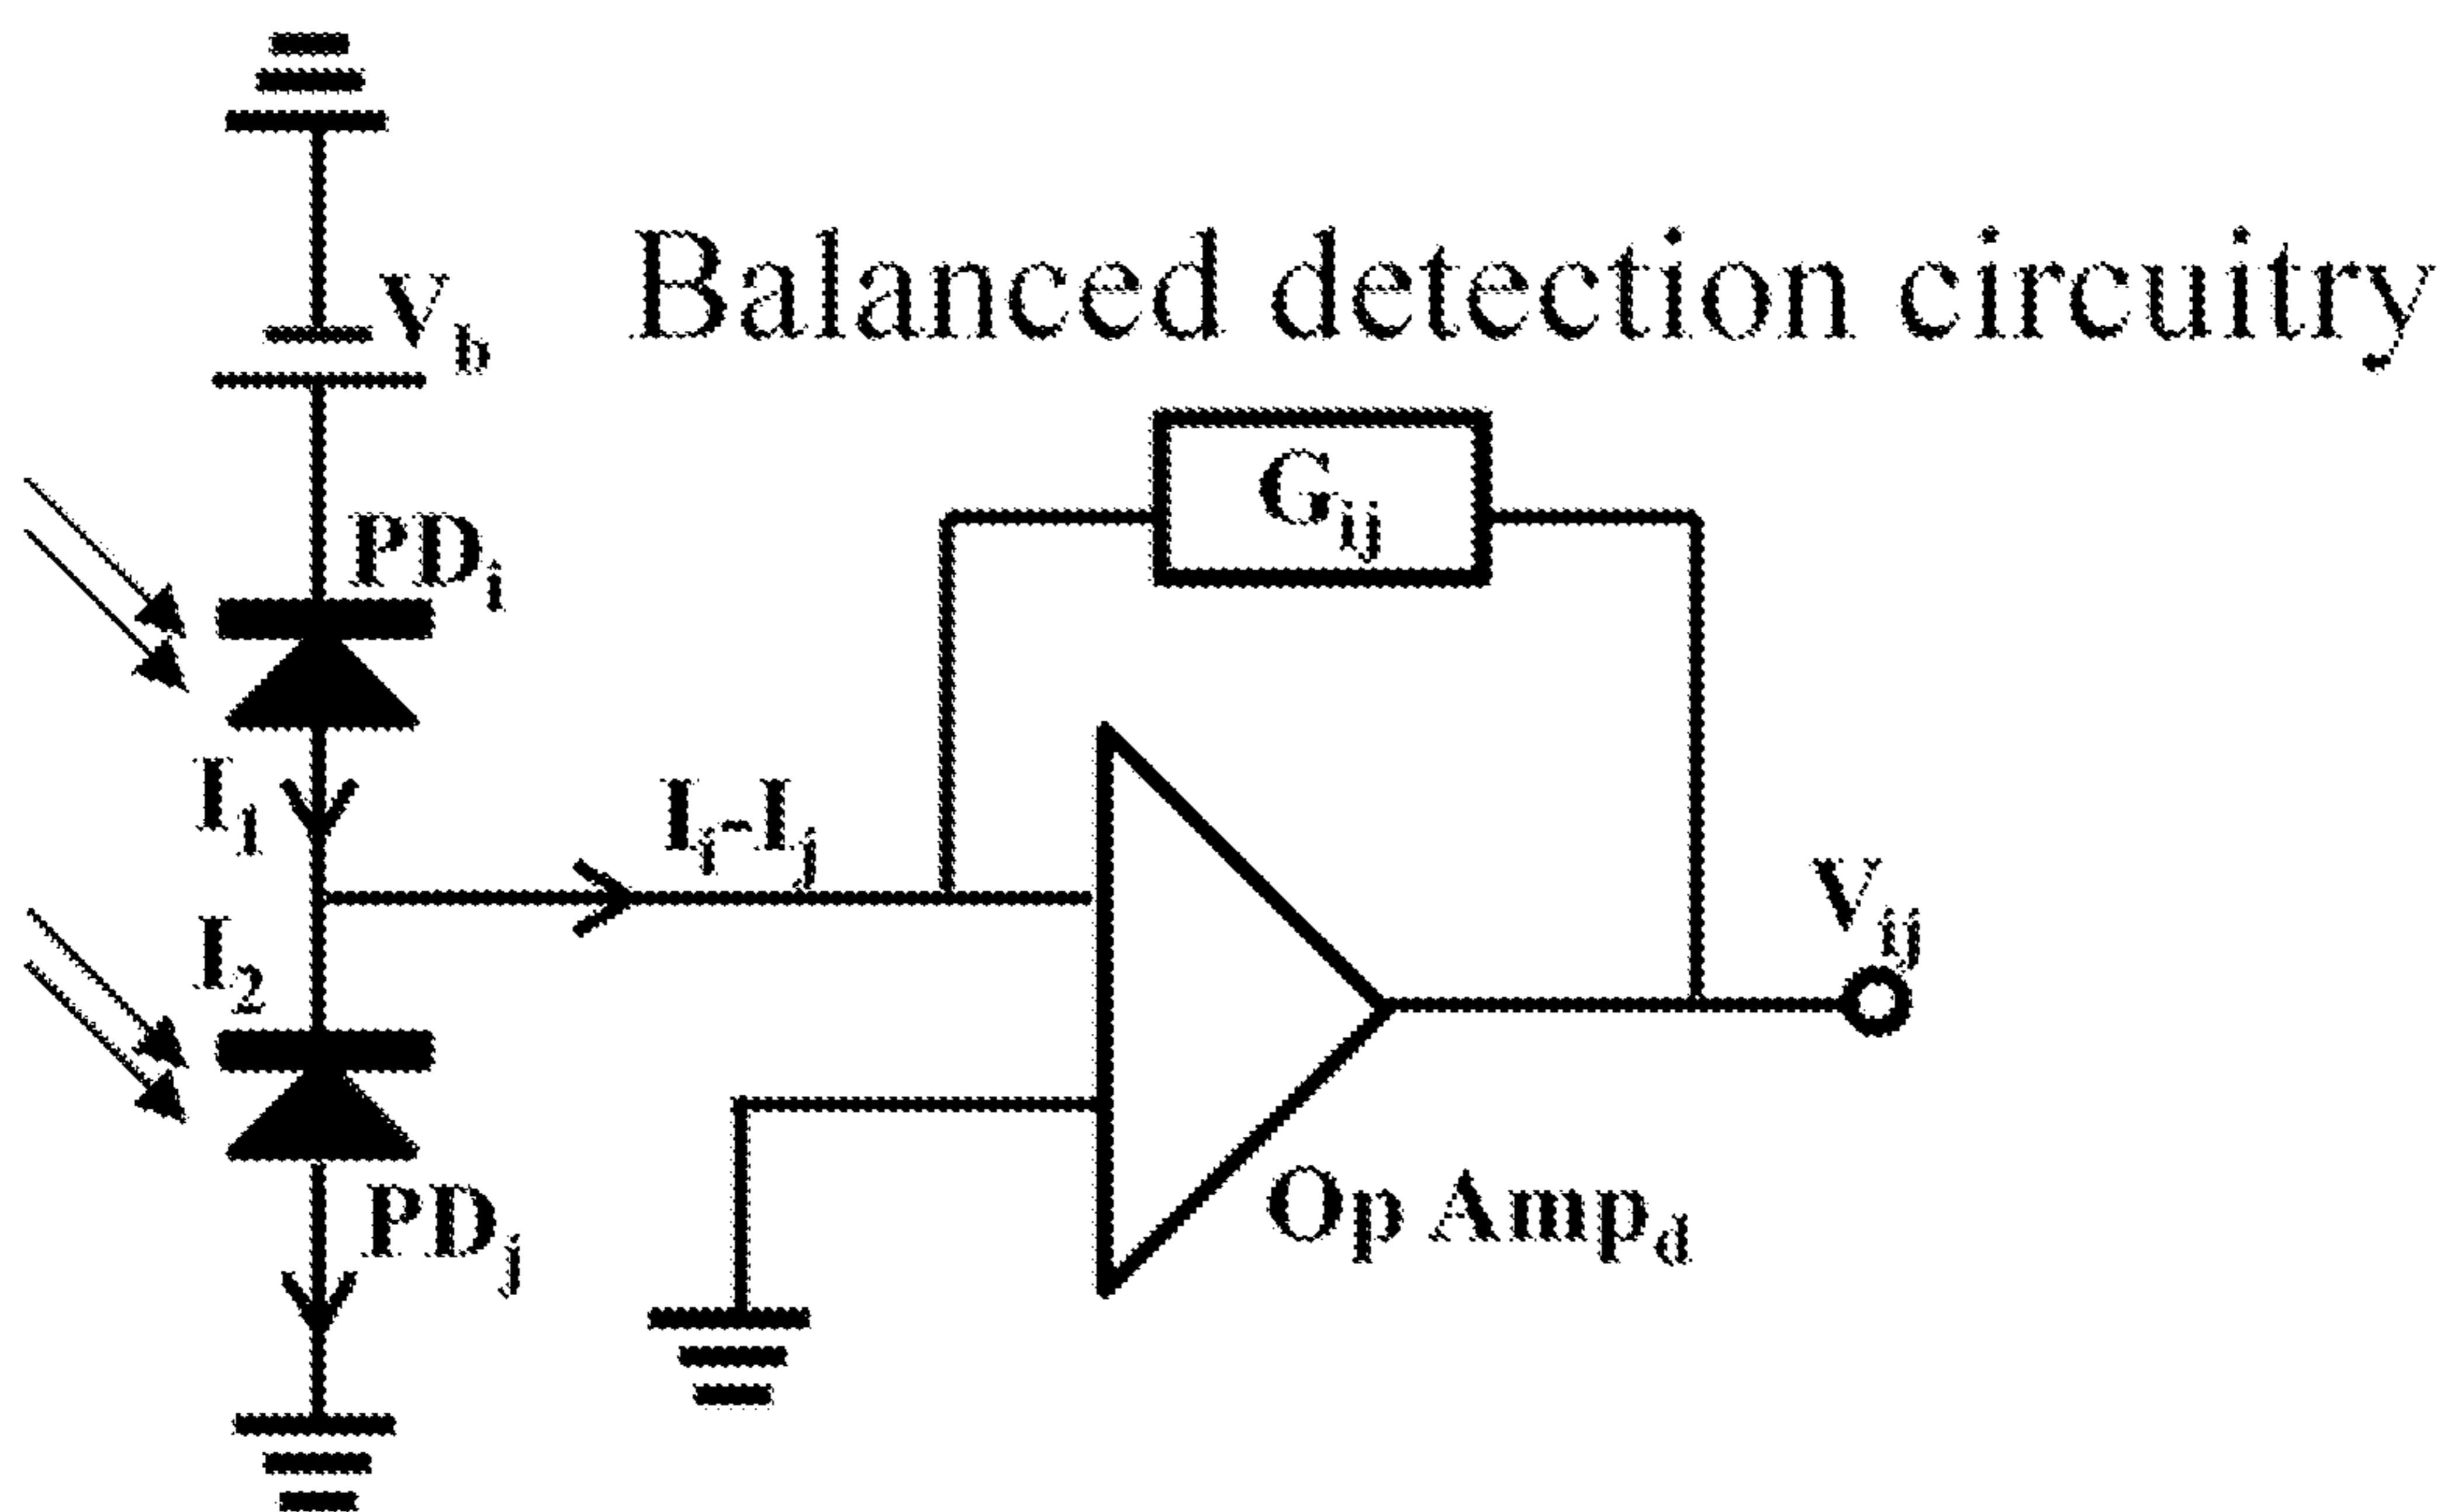 Balanced detection circuitry
V_b
G_ij
PD_i
I_1
I_i-I_j
V_ij
I_2
Op Amp_d
PD_j